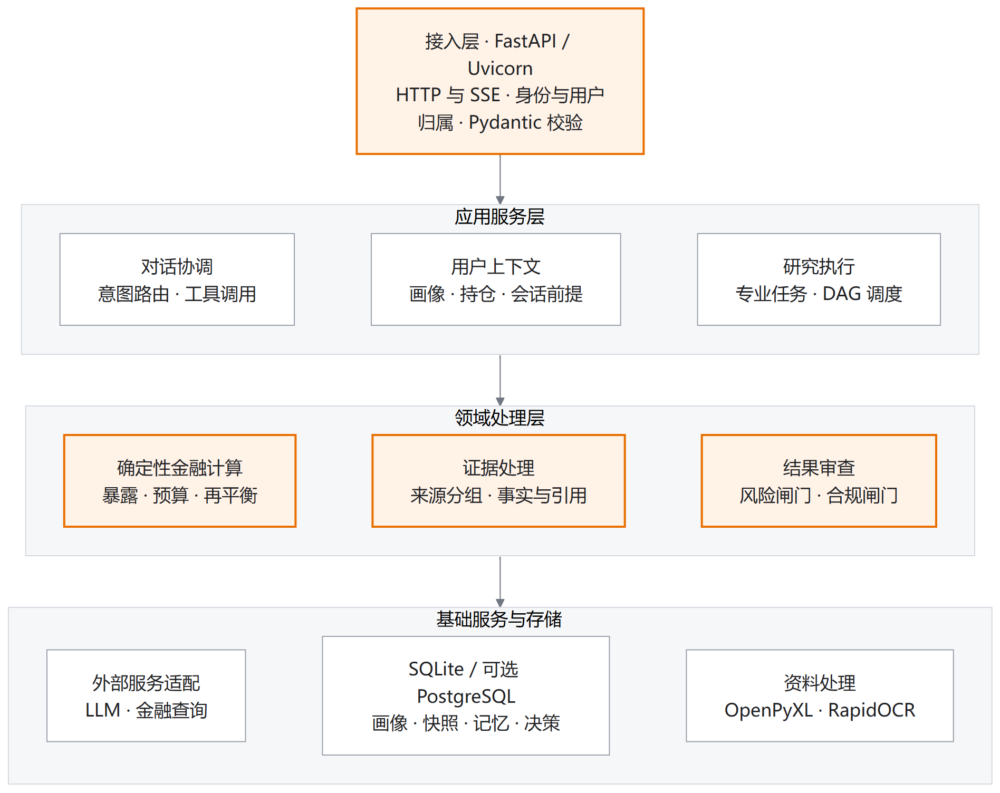 接入层 · FastAPI /
Uvicorn
HTTP 与 SSE · 身份与用户
归属 · Pydantic 校验
应用服务层
对话协调
意图路由 · 工具调用
用户上下文
画像 · 持仓 · 会话前提
研究执行
专业任务 · DAG 调度
领域处理层
确定性金融计算
暴露 · 预算 · 再平衡
证据处理
来源分组 · 事实与引用
结果审查
风险闸门 · 合规闸门
基础服务与存储
外部服务适配
LLM · 金融查询
SQLite / 可选
PostgreSQL
画像 · 快照 · 记忆 · 决策
资料处理
OpenPyXL · RapidOCR